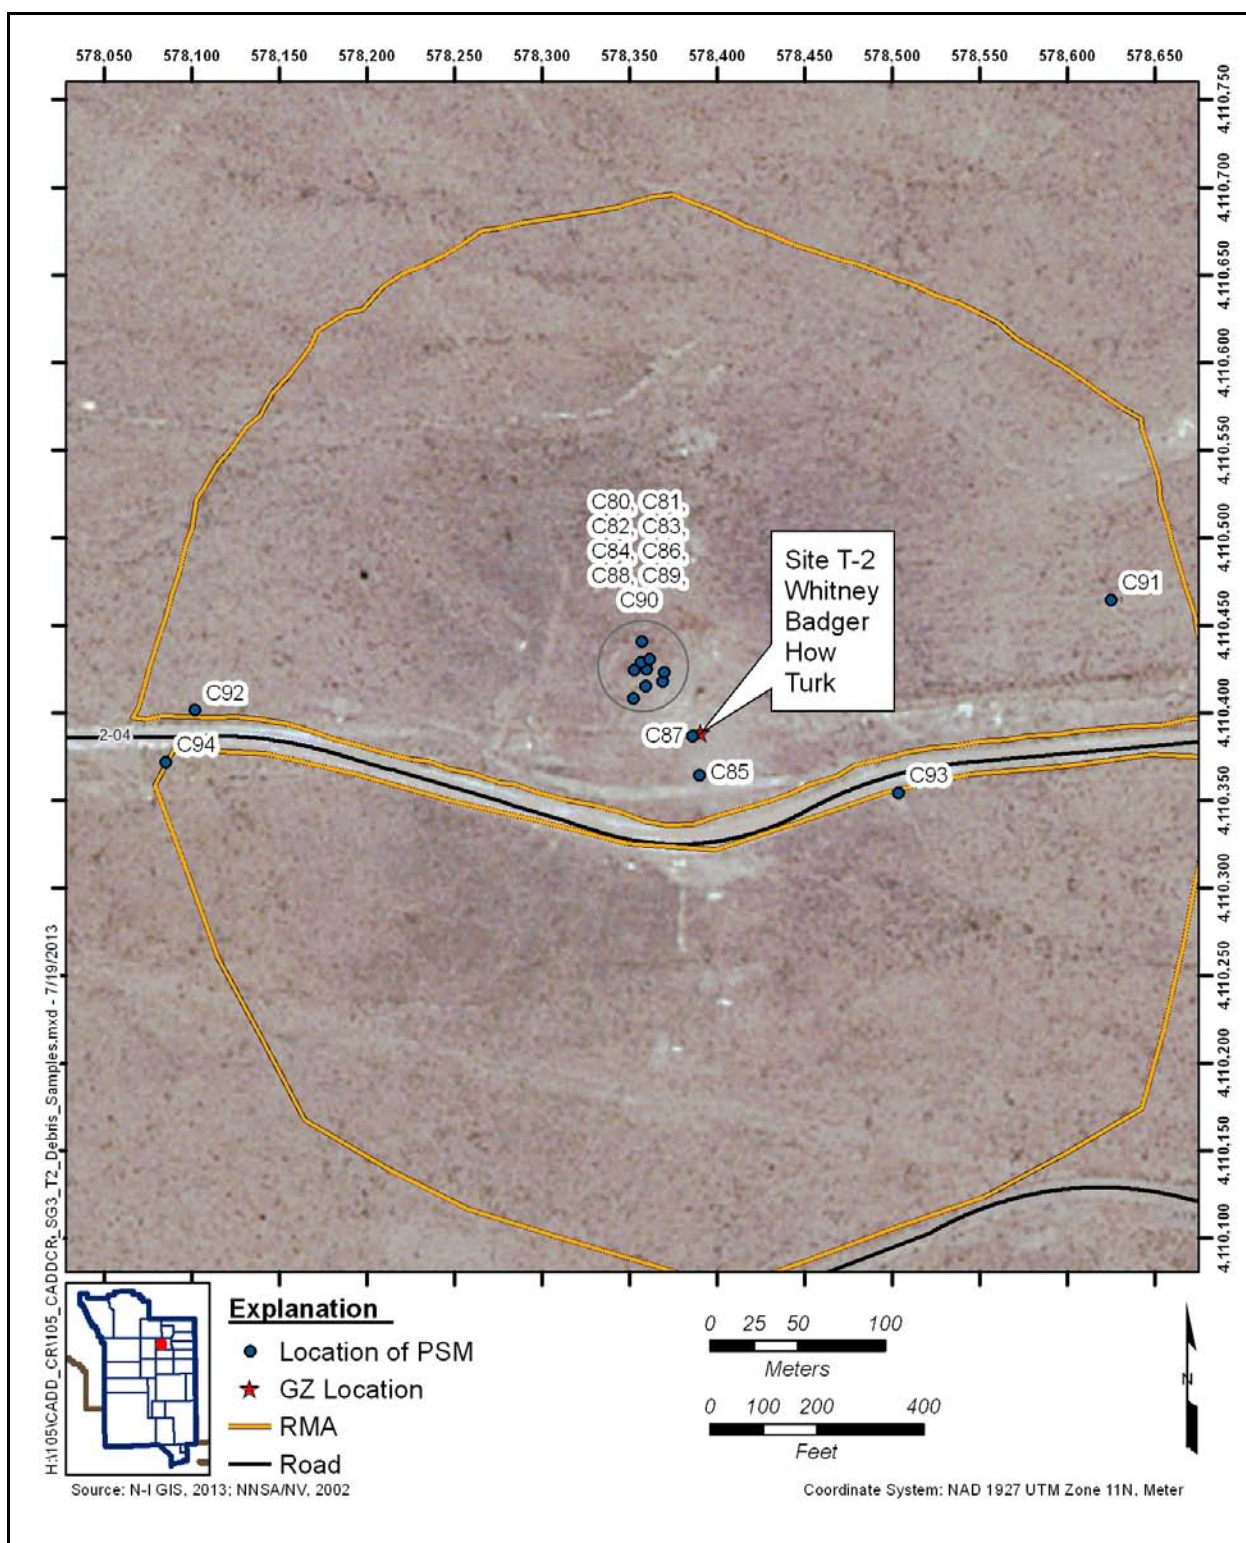 578,050 578,100 578,150 578,200 578,250 578,300 578,350 578,400 578,450 578,500 578,550 578,600 578,650
4,110,750
4,110,700
4,110,650
4,110,600
4,110,550
4,110,500
4,110,450
4,110,400
4,110,350
4,110,300
4,110,250
4,110,200
4,110,150
4,110,100
C80, C81,
C82, C83,
C84, C86,
C88, C89,
C90
Site T-2
Whitney
Badger
How
Turk
C91
C92
C87
2-04
C94
C85
C93
H:\105\CADD_CR\105_CADDCR_SG3_T2_Debris_Samples.mxd - 7/19/2013
Explanation
Location of PSM
GZ Location
RMA
Road
0 25 50 100
Meters
0 100 200 400
Feet
N
Source: N-I GIS, 2013; NNSA/NV, 2002
Coordinate System: NAD 1927 UTM Zone 11N, Meter